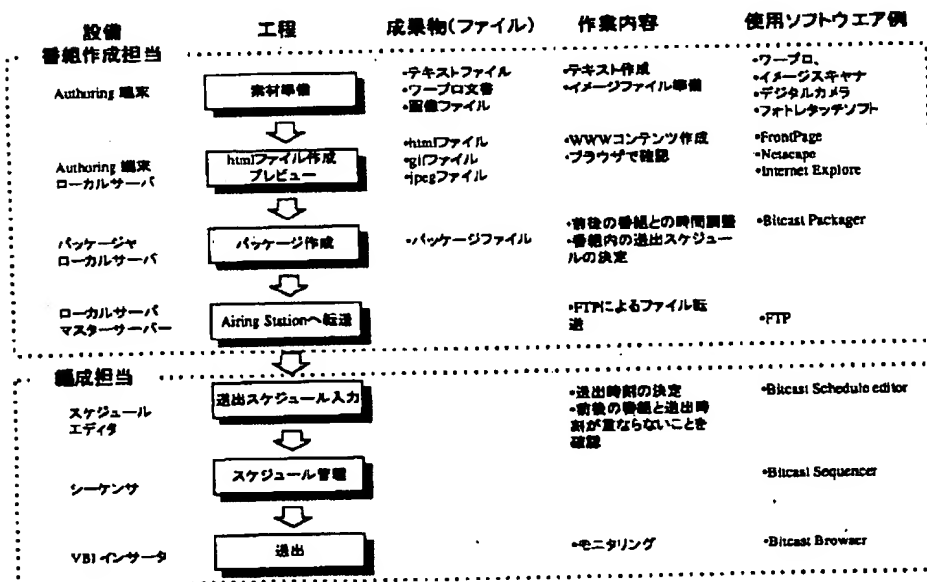 設備
工程
成果物(ファイル)
作業内容
使用ソフトウエア例
番組作成担当
Authoring 端末
素材準備
•テキストファイル
•ワープロ文書
•画像ファイル
•テキスト作成
•イメージファイル準備
•ワープロ、
•イメージスキャナ
•デジタルカメラ
•フォトレタッチソフト
Authoring 端末
ローカルサーバ
htmlファイル作成
プレビュー
•htmlファイル
•gifファイル
•jpegファイル
•WWWコンテンツ作成
•ブラウザで確認
•FrontPage
•Netscape
•Internet Explore
パッケージャ
ローカルサーバ
パッケージ作成
•パッケージファイル
•前後の番組との時間調整
•番組内の送出スケジュー
ルの決定
•Bitcast Packager
ローカルサーバ
マスターサーバー
Airing Stationへ転送
•FTPによるファイル転
送
•FTP
編成担当
スケジュール
エディタ
送出スケジュール入力
•送出時刻の決定
•前後の番組と送出時
刻が重ならないことを
確認
•Bitcast Schedule editor
シーケンサ
スケジュール管理
•Bitcast Sequencer
VBI インサータ
送出
•モニタリング
•Bitcast Browser